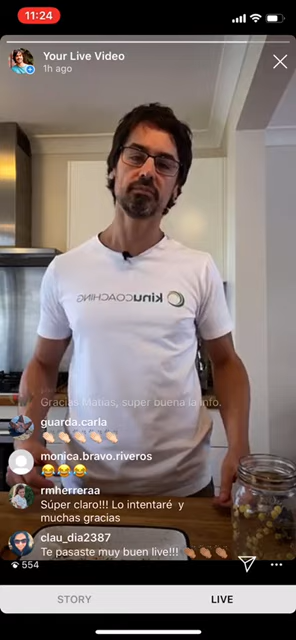 11:24
Your Live Video
1h ago
kinuCOACHING
Gracias Matias, super buena la info.
guarda.carla
👏🏻👏🏻👏🏻👏🏻👏🏻
monica.bravo.riveros
😂😂😂
rmherreraa
Súper claro!!! Lo intentaré y
muchas gracias
clau_dia2387
Te pasaste muy buen live!!! 👏🏻👏🏻👏🏻
554
STORY
LIVE